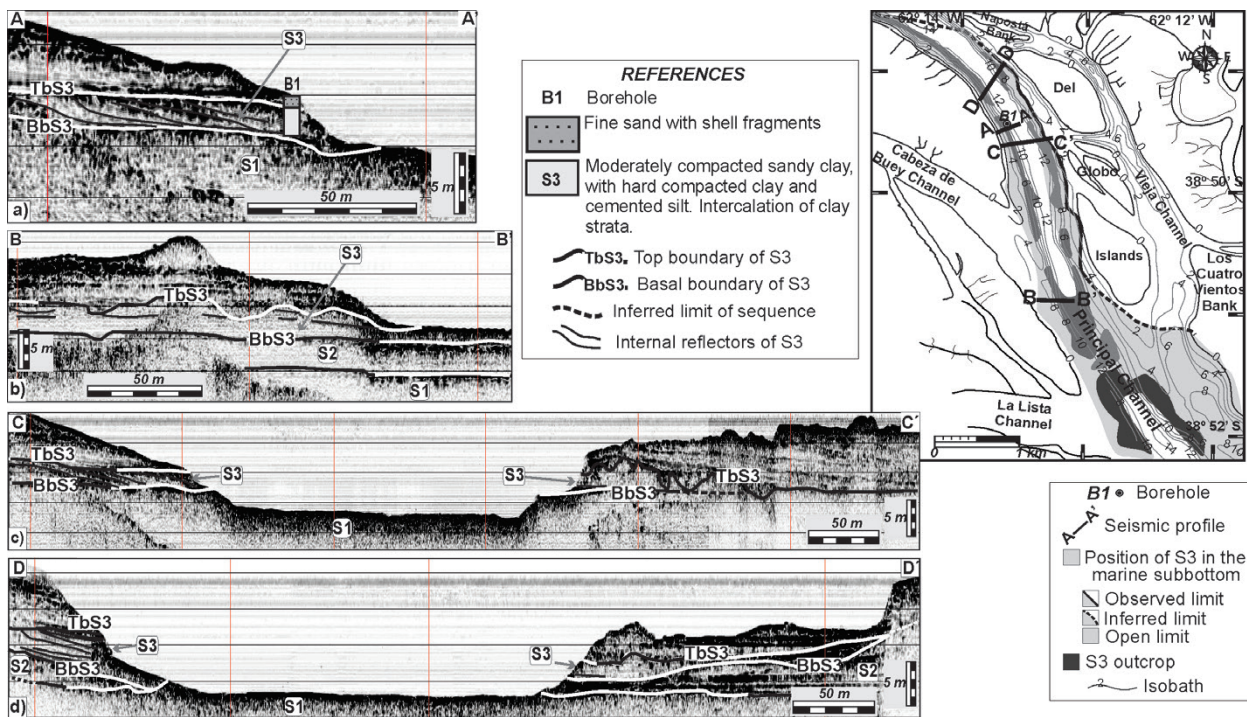 A
A'
S3
B1
TbS3
BbS3
S1
50 m
5 m
a)
B
B'
S3
TbS3
BbS3
S2
5 m
50 m
S1
b)
C
C'
TbS3
S3
BbS3
S3
TbS3
BbS3
S1
50 m
5 m
c)
D
D'
TbS3
S3
S2
BbS3
S3
TbS3
BbS3
S2
S1
50 m
5 m
d)
REFERENCES
B1 Borehole
Fine sand with shell fragments
S3 Moderately compacted sandy clay,
with hard compacted clay and
cemented silt. Intercalation of clay
strata.
TbS3. Top boundary of S3
BbS3. Basal boundary of S3
Inferred limit of sequence
Internal reflectors of S3
62° 14' W
Napostá
Bank
62° 12' W
N
W
E
S
D
Del
B1
A
A'
C
C'
Cabeza de
Buey Channel
Globo
Vieja Channel
38° 50' S
Islands
Los
Cuatro
Vientos
Bank
B
B'
Principal Channel
La Lista
Channel
38° 52' S
0
1 km
B1 Borehole
A A' Seismic profile
Position of S3 in the
marine subbottom
Observed limit
Inferred limit
Open limit
S3 outcrop
2 Isobath